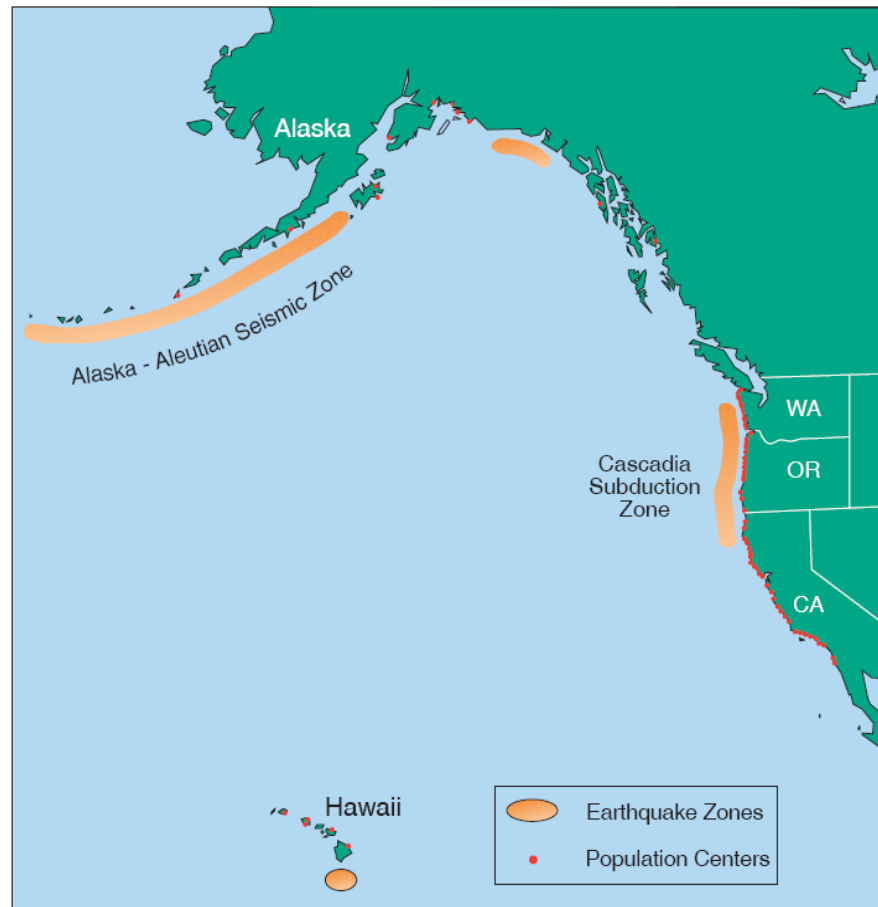 Alaska
Alaska - Aleutian Seismic Zone
WA
Cascadia
Subduction
Zone
OR
CA
Hawaii
Earthquake Zones
Population Centers